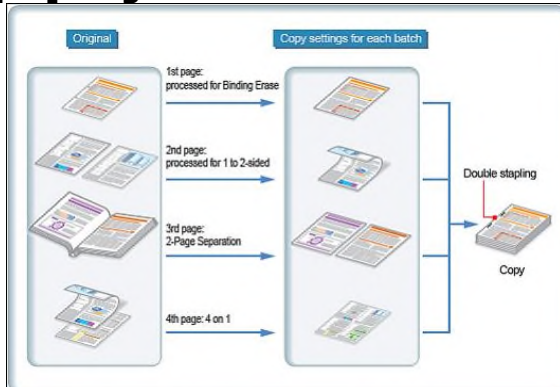 Original
Copy settings for each batch
1st page:
processed for Binding Erase
2nd page:
processed for 1 to 2-sided
3rd page:
2-Page Separation
4th page: 4 on 1
Double stapling
Copy